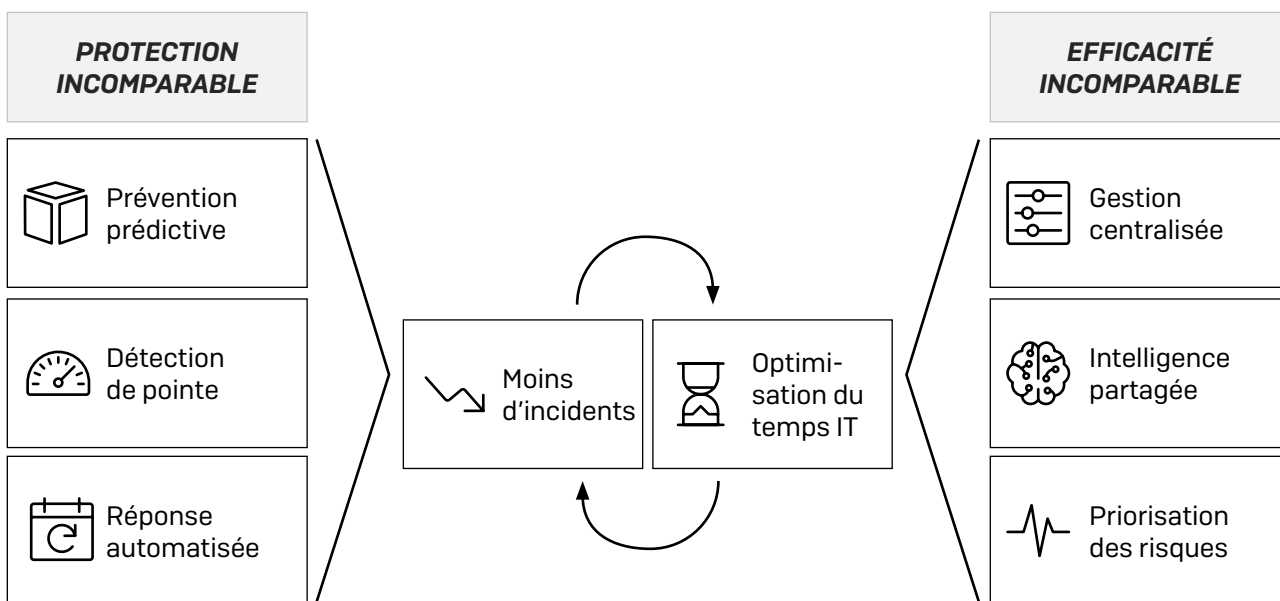 PROTECTION
INCOMPARABLE
Prévention
prédictive
Détection
de pointe
Réponse
automatisée
Moins
d'incidents
Optimi-
sation du
temps IT
EFFICACITÉ
INCOMPARABLE
Gestion
centralisée
Intelligence
partagée
Priorisation
des risques